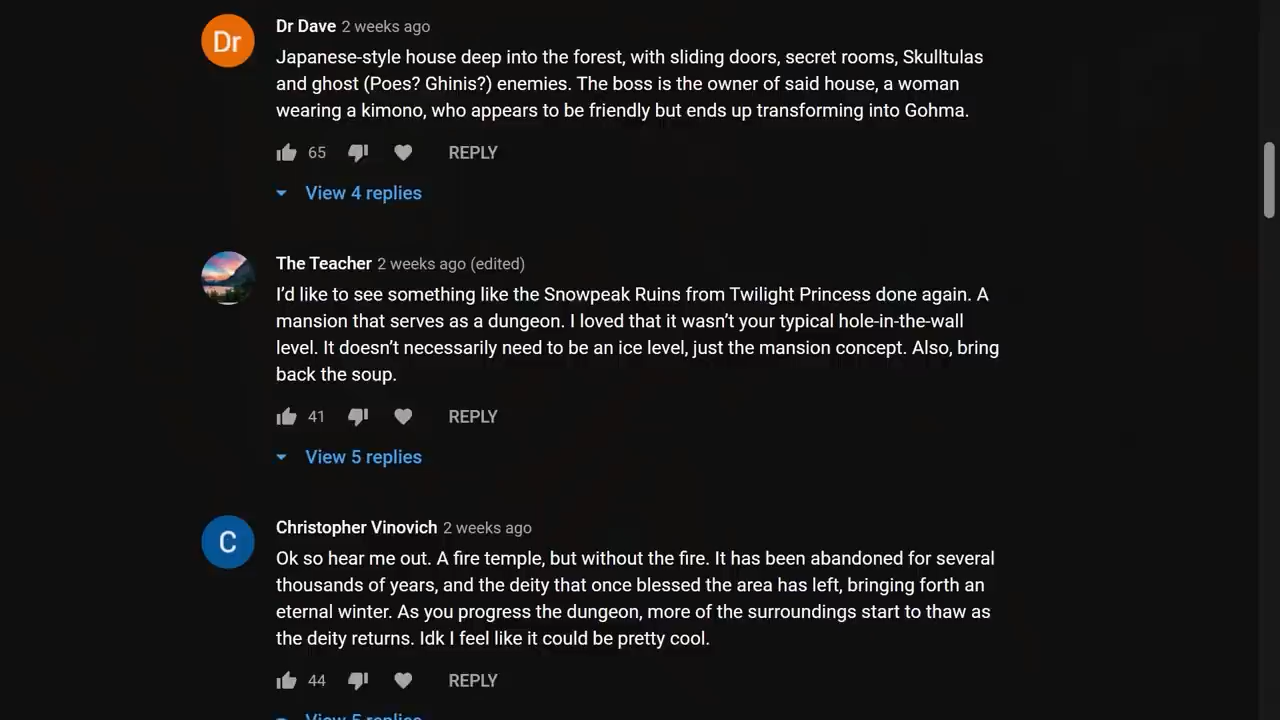 Dr
Dr Dave 2 weeks ago
Japanese-style house deep into the forest, with sliding doors, secret rooms, Skulltulas
and ghost (Poes? Ghinis?) enemies. The boss is the owner of said house, a woman
wearing a kimono, who appears to be friendly but ends up transforming into Gohma.
65 REPLY
View 4 replies
The Teacher 2 weeks ago (edited)
I’d like to see something like the Snowpeak Ruins from Twilight Princess done again. A
mansion that serves as a dungeon. I loved that it wasn’t your typical hole-in-the-wall
level. It doesn’t necessarily need to be an ice level, just the mansion concept. Also, bring
back the soup.
41 REPLY
View 5 replies
C
Christopher Vinovich 2 weeks ago
Ok so hear me out. A fire temple, but without the fire. It has been abandoned for several
thousands of years, and the deity that once blessed the area has left, bringing forth an
eternal winter. As you progress the dungeon, more of the surroundings start to thaw as
the deity returns. Idk I feel like it could be pretty cool.
44 REPLY
View 5 replies